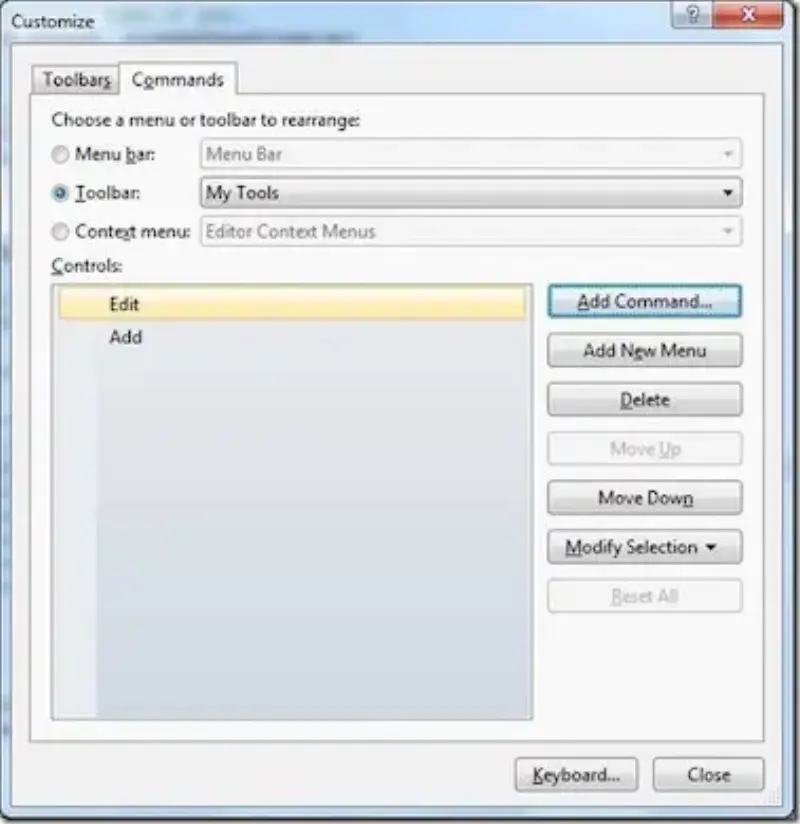 Customize
Toolbars Commands
Choose a menu or toolbar to rearrange:
Menu bar: Menu Bar
Toolbar: My Tools
Context menu: Editor Context Menus
Controls:
Edit
Add
Add Command...
Add New Menu
Delete
Move Up
Move Down
Modify Selection
Reset All
Keyboard... Close